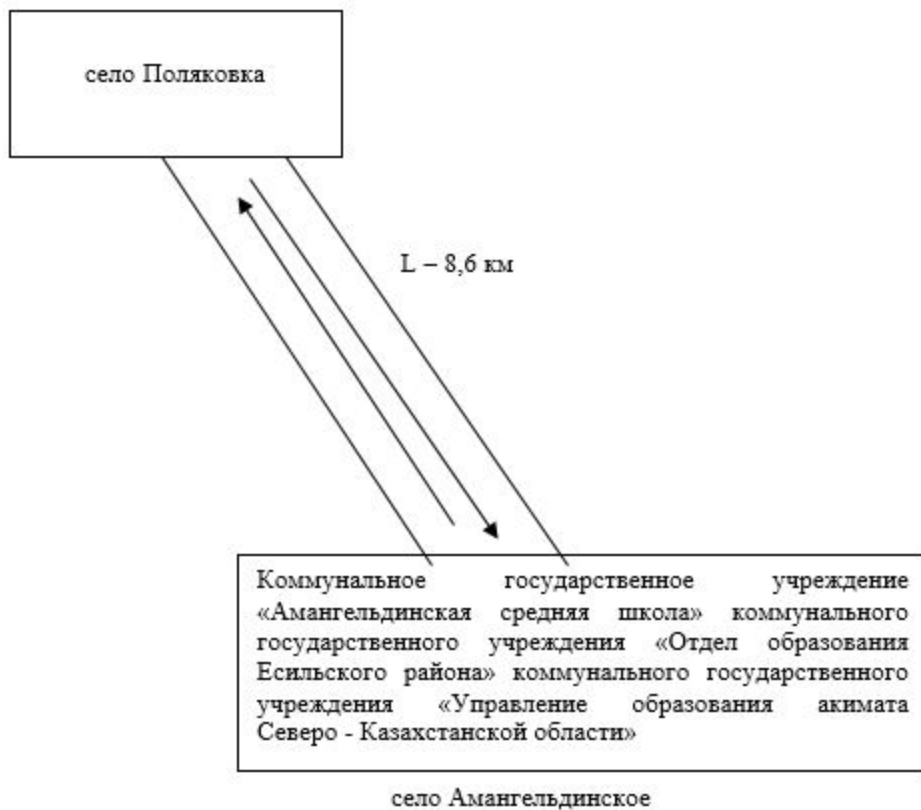 село Поляковка
L – 8,6 км
Коммунальное государственное учреждение
«Амангельдинская средняя школа» коммунального
государственного учреждения «Отдел образования
Есильского района» коммунального государственного
учреждения «Управление образования акимата
Северо - Казахстанской области»
село Амангельдинское